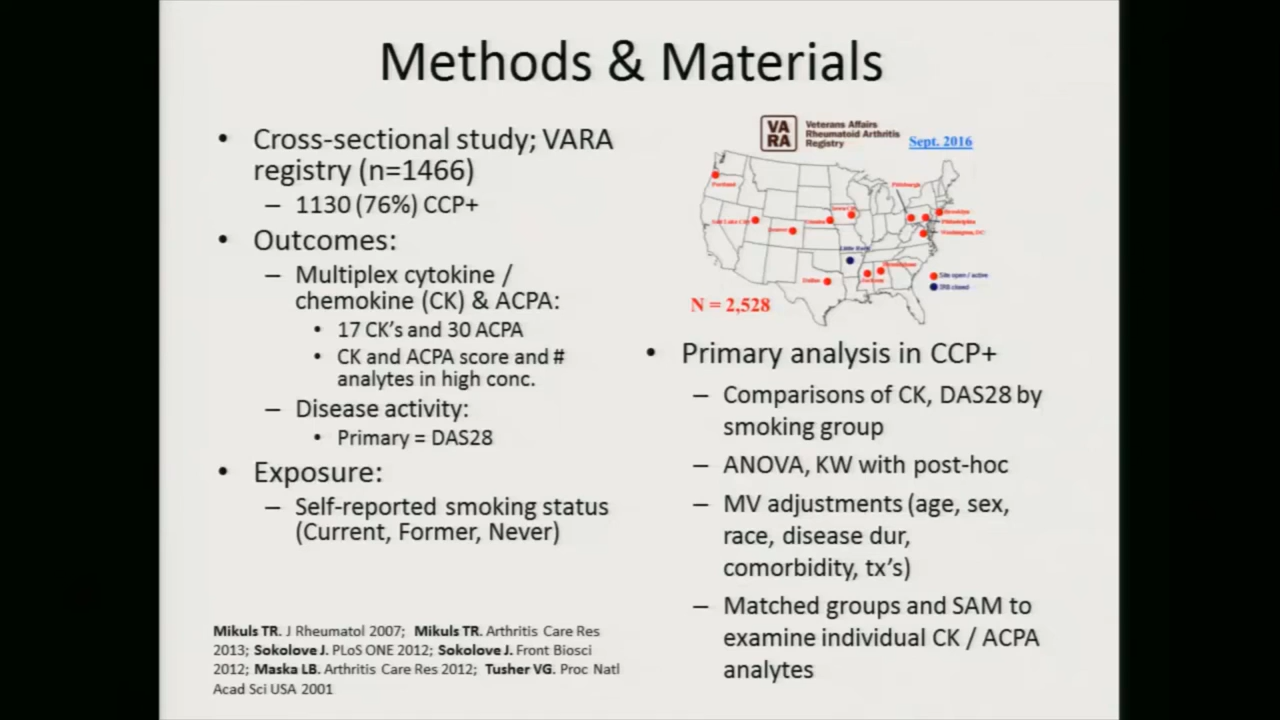 Methods & Materials
• Cross-sectional study; VARA
registry (n=1466)
– 1130 (76%) CCP+
• Outcomes:
– Multiplex cytokine /
chemokine (CK) & ACPA:
• 17 CK's and 30 ACPA
• CK and ACPA score and #
analytes in high conc.
– Disease activity:
• Primary = DAS28
• Exposure:
– Self-reported smoking status
(Current, Former, Never)
Mikuls TR. J Rheumatol 2007; Mikuls TR. Arthritis Care Res
2013; Sokolove J. PLoS ONE 2012; Sokolove J. Front Biosci
2012; Maska LB. Arthritis Care Res 2012; Tusher VG. Proc Natl
Acad Sci USA 2001
VA
RA
Veterans Affairs
Rheumatoid Arthritis
Registry
Sept. 2016
Portland
Pittsburgh
Iowa City
Brooklyn
Salt Lake City
Omaha
Philadelphia
Denver
Washington, DC
Little Rock
Dallas
Jackson
Site open / active
IRB closed
N = 2,528
• Primary analysis in CCP+
– Comparisons of CK, DAS28 by
smoking group
– ANOVA, KW with post-hoc
– MV adjustments (age, sex,
race, disease dur,
comorbidity, tx's)
– Matched groups and SAM to
examine individual CK / ACPA
analytes